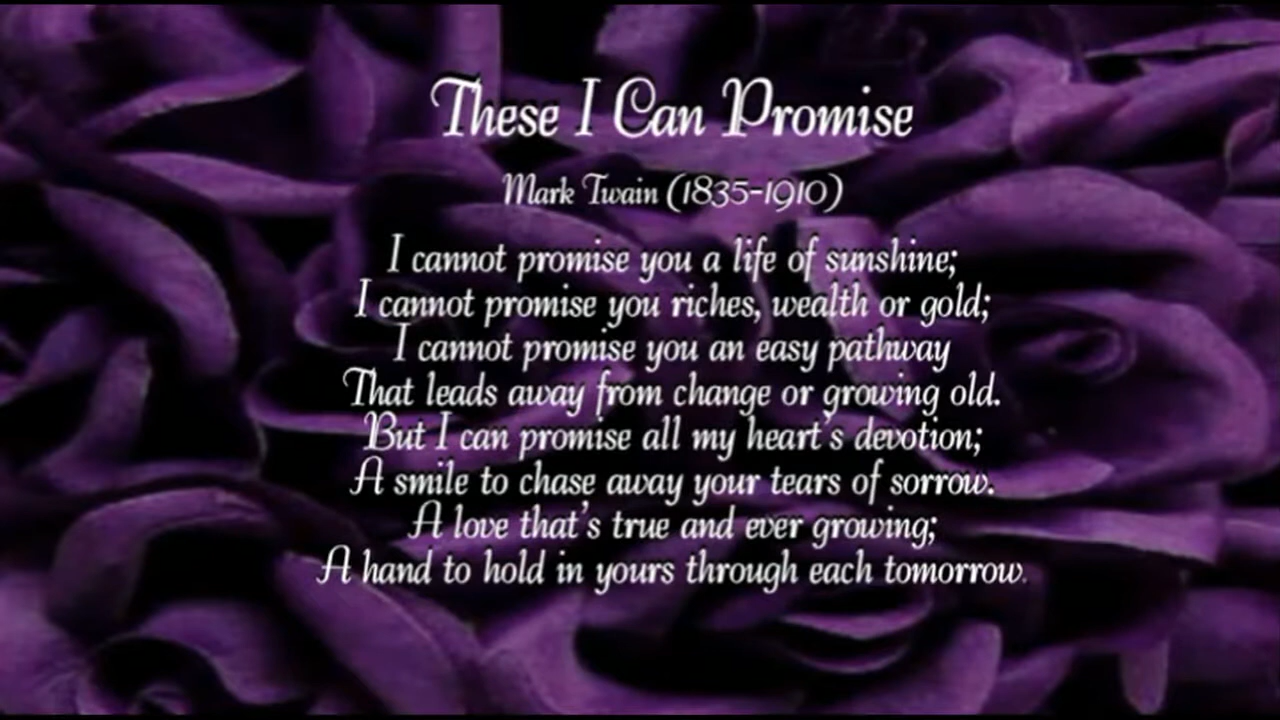 These I Can Promise
Mark Twain (1835-1910)
I cannot promise you a life of sunshine;
I cannot promise you riches, wealth or gold;
I cannot promise you an easy pathway
That leads away from change or growing old.
But I can promise all my heart's devotion;
A smile to chase away your tears of sorrow.
A love that's true and ever growing;
A hand to hold in yours through each tomorrow.